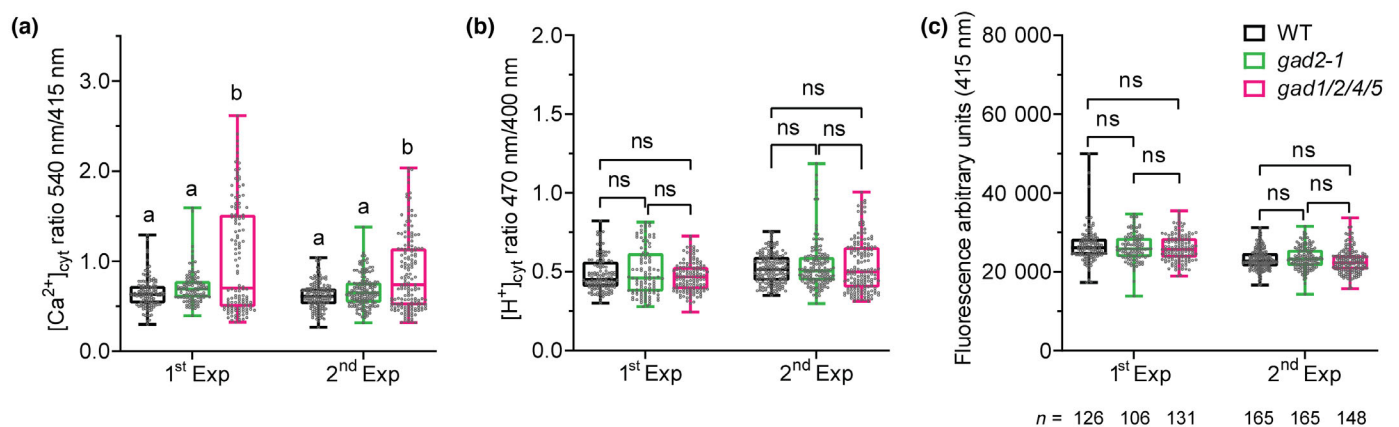 (a)
[Ca²⁺]cyt ratio 540 nm/415 nm
3.0
2.0
1.0
0.0
a
a
b
a
a
b
1st Exp
2nd Exp
(b)
[H⁺]cyt ratio 470 nm/400 nm
2.0
1.5
1.0
0.5
0.0
ns
ns
ns
ns
ns
ns
1st Exp
2nd Exp
(c)
Fluorescence arbitrary units (415 nm)
80 000
60 000
40 000
20 000
0
ns
ns
ns
ns
ns
ns
WT
gad2-1
gad1/2/4/5
1st Exp
2nd Exp
n = 126 106 131 165 165 148